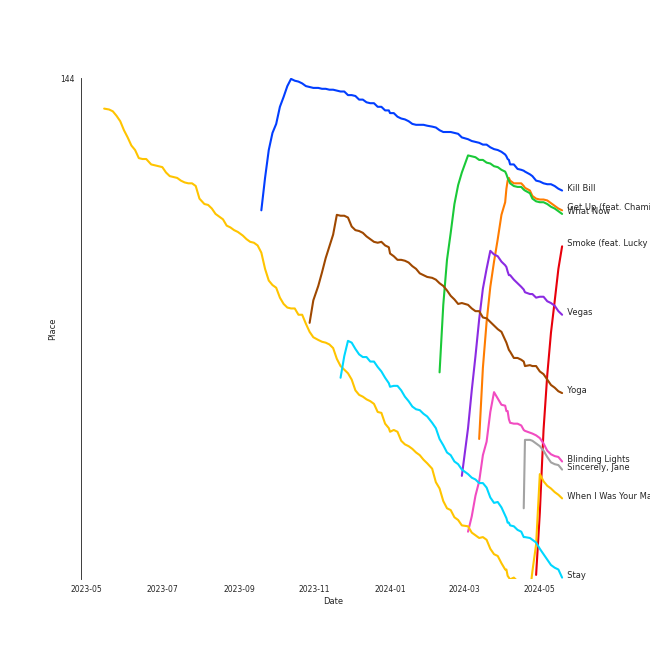 144
Kill Bill
Get Up (feat. Chami
What Now
Smoke (feat. Lucky
Vegas
Place
Yoga
Blinding Lights
Sincerely, Jane
When I Was Your Ma
Stay
2023-05 2023-07 2023-09 2023-11 2024-01 2024-03 2024-05
Date